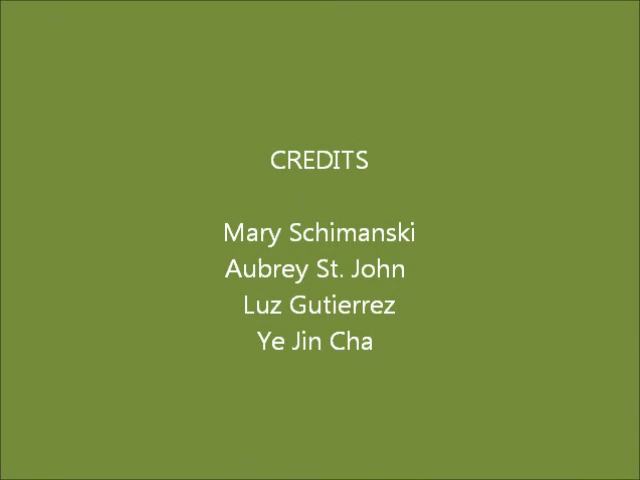 CREDITS
Mary Schimanski
Aubrey St. John
Luz Gutierrez
Ye Jin Cha